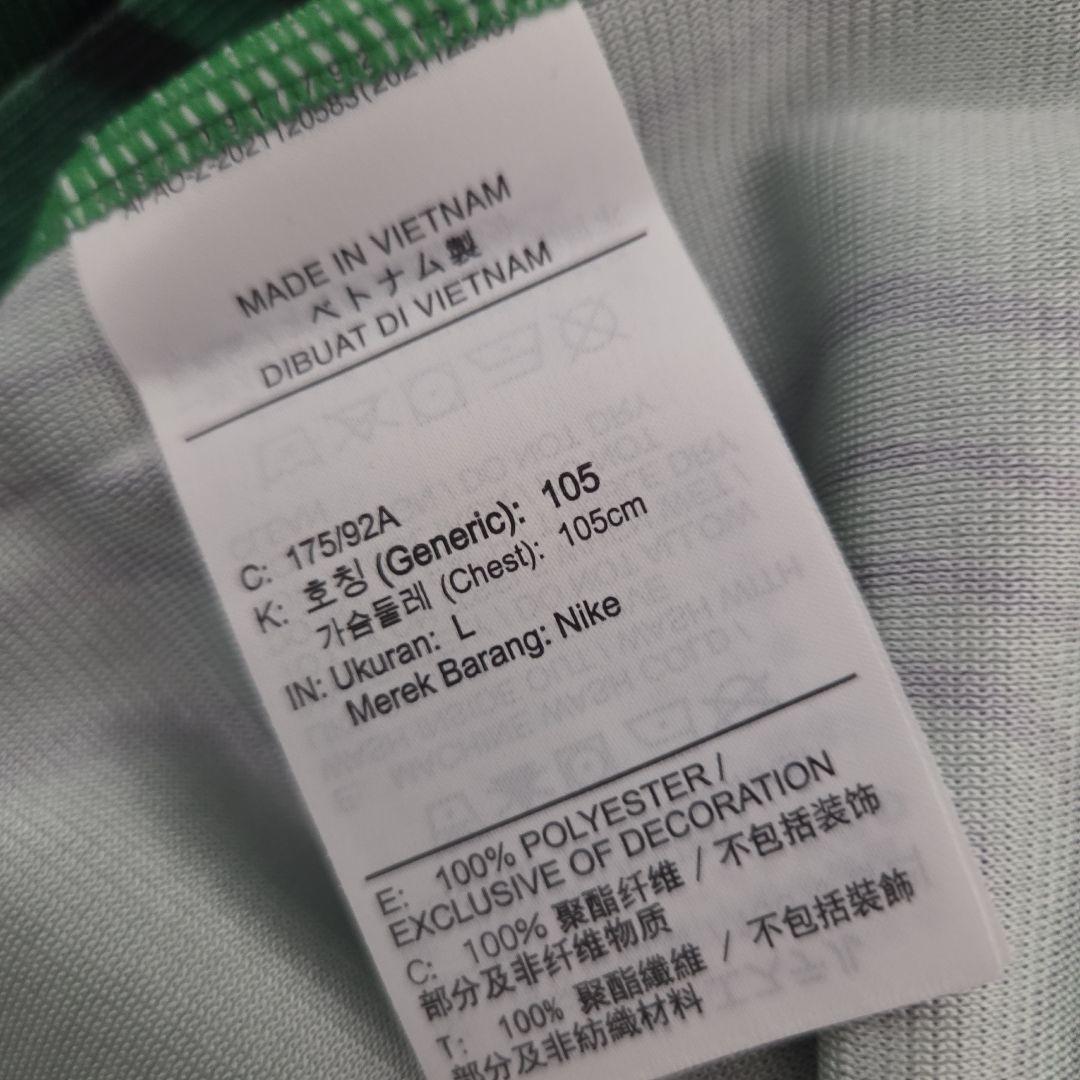 MADE IN VIETNAM
ベトナム製
DIBUAT DI VIETNAM
C: 175/92A
K: 호칭 (Generic): 105
가슴둘레 (Chest): 105cm
IN: Ukuran: L
Merek Barang: Nike
E: 100% POLYESTER /
EXCLUSIVE OF DECORATION
C: 100% 聚酯纤维 / 不包括装饰
部分及非纤维物质
T: 100% 聚酯纖維 / 不包括裝飾
部分及非紡織材料